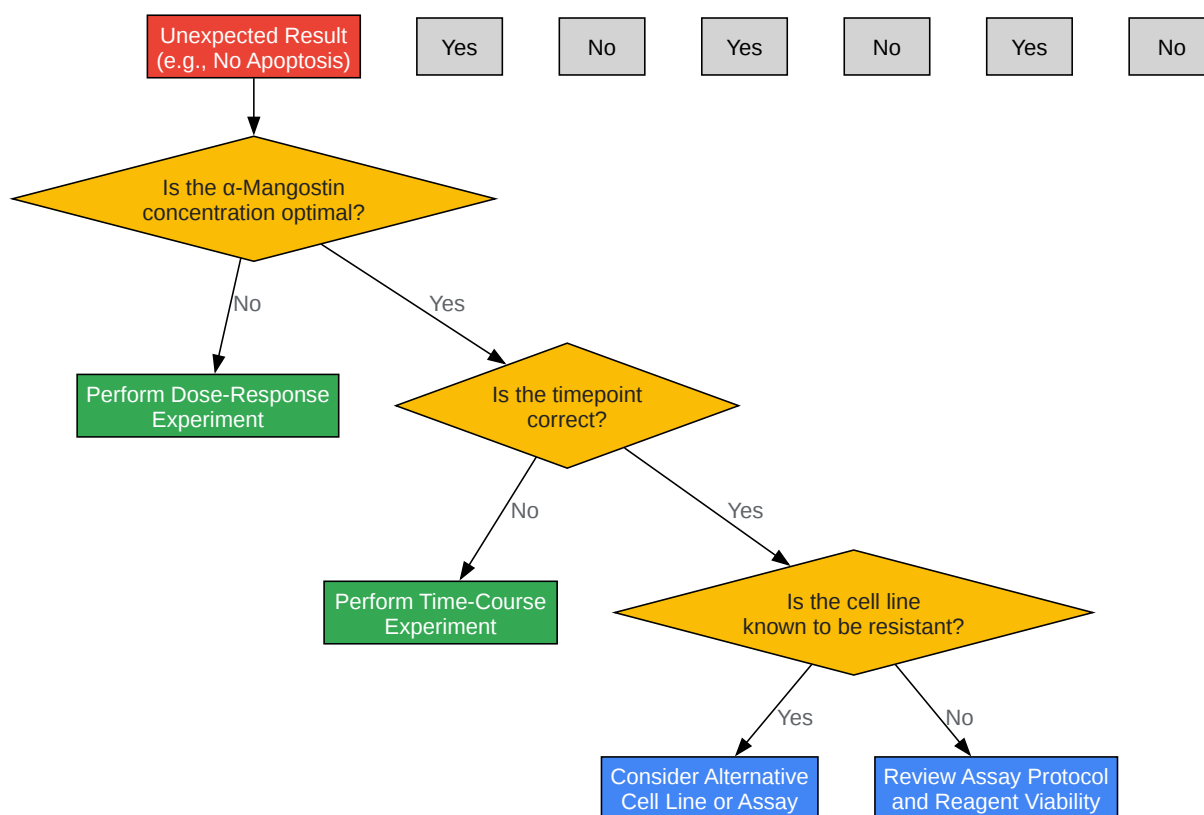 Unexpected Result
(e.g., No Apoptosis)
Yes
No
Yes
No
Yes
No
Is the α-Mangostin
concentration optimal?
No
Yes
Perform Dose-Response
Experiment
Is the timepoint
correct?
No
Yes
Perform Time-Course
Experiment
Is the cell line
known to be resistant?
Yes
No
Consider Alternative
Cell Line or Assay
Review Assay Protocol
and Reagent Viability